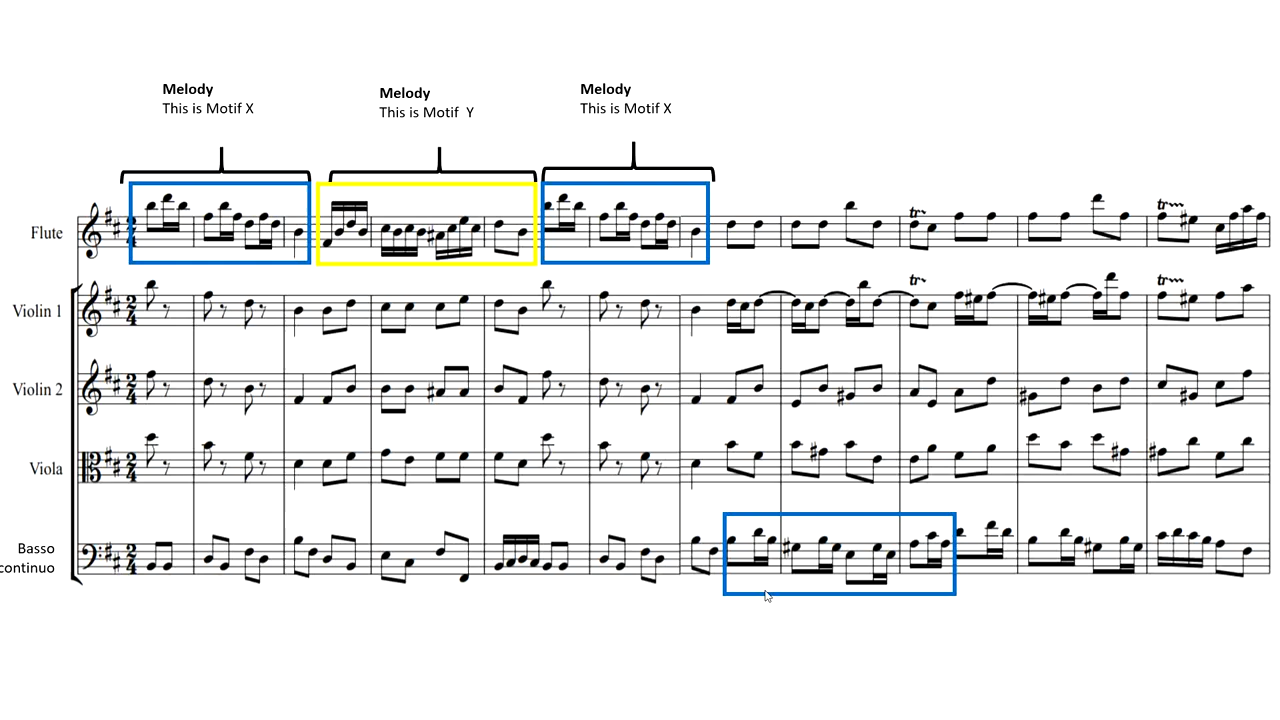 Melody
This is Motif X
Melody
This is Motif  Y
Melody
This is Motif X
Flute
Violin 1
Violin 2
Viola
Basso
continuo
tr
tr
tr
tr